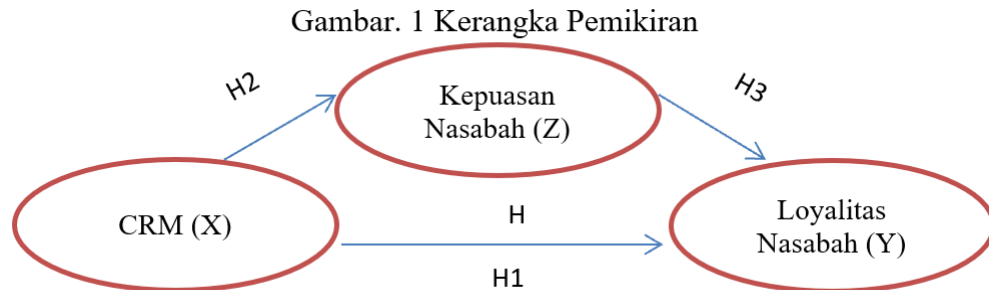 Gambar. 1 Kerangka Pemikiran
H2
Kepuasan
Nasabah (Z)
H3
CRM (X)
H
H1
Loyalitas
Nasabah (Y)